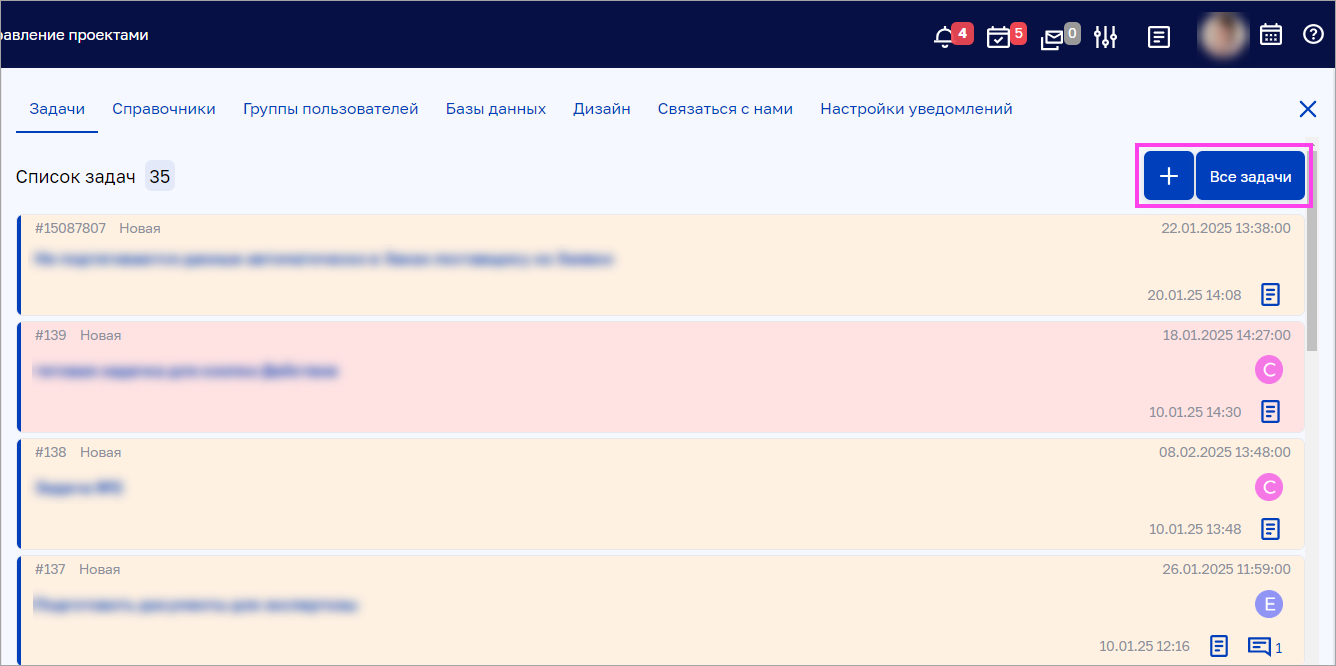 равление проектами 4 5 0
Задачи Справочники Группы пользователей Базы данных Дизайн Связаться с нами Настройки уведомлений
Список задач 35 Все задачи
#15087807 Новая 22.01.2025 13:38:00
20.01.25 14:08
#139 Новая 18.01.2025 14:27:00
C
10.01.25 14:30
#138 Новая 08.02.2025 13:48:00
C
10.01.25 13:48
#137 Новая 26.01.2025 11:59:00
E
10.01.25 12:16 1